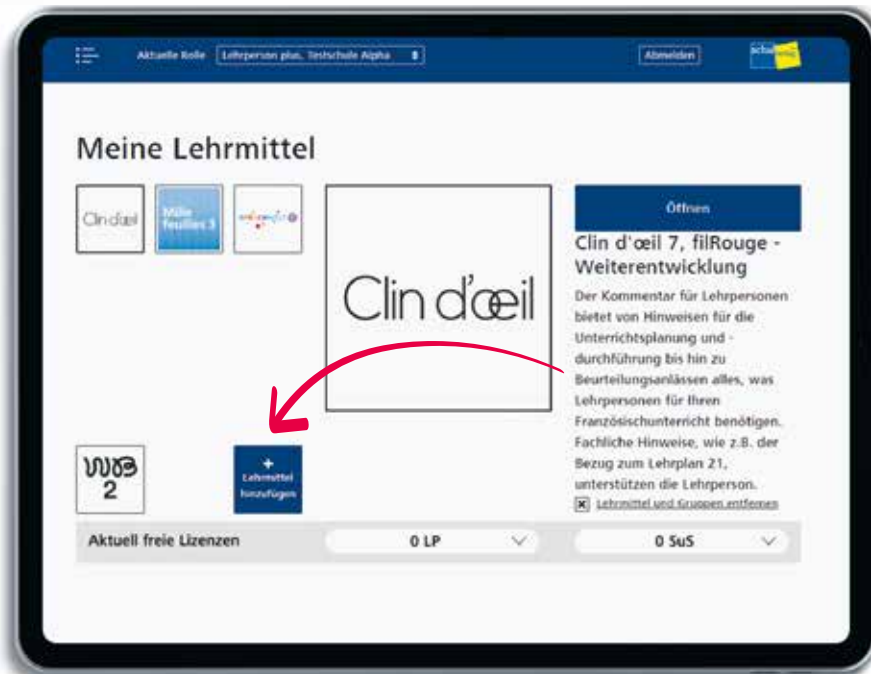 Aktuelle Rolle
Lehrperson plus, Testschule Alpha
Abmelden
Meine Lehrmittel
Clin d'œil
Mille
feuilles 3
Clin d'œil
Öffnen
Clin d'œil 7, filRouge -
Weiterentwicklung
Der Kommentar für Lehrpersonen
bietet von Hinweisen für die
Unterrichtsplanung und -
durchführung bis hin zu
Beurteilungsanlässen alles, was
Lehrpersonen für Ihren
Französischunterricht benötigen.
Fachliche Hinweise, wie z.B. der
Bezug zum Lehrplan 21,
unterstützen die Lehrperson.
Lehrmittel und Gruppen entfernen
2
+
Lehrmittel
hinzufügen
Aktuell freie Lizenzen
0 LP
0 SuS